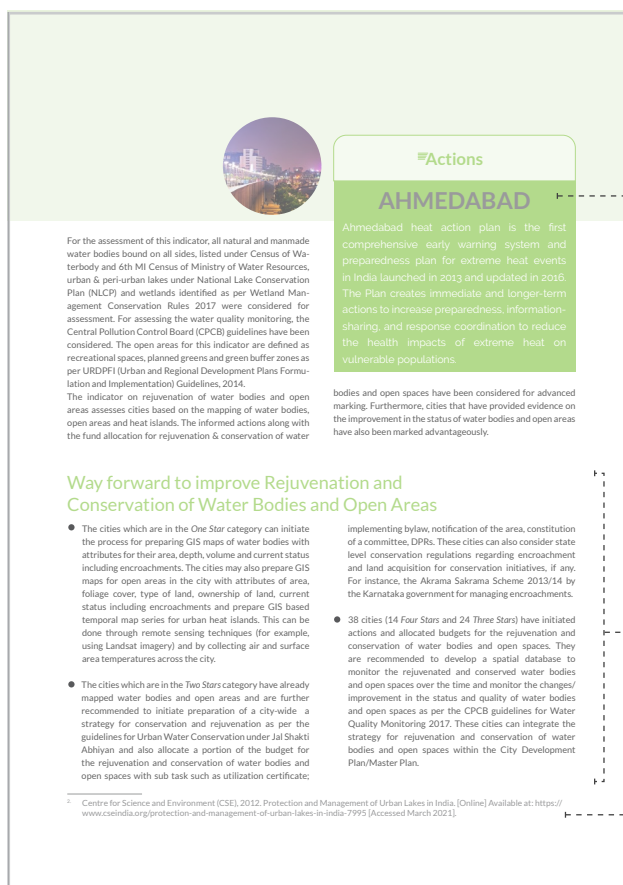 Actions
AHMEDABAD
Ahmedabad heat action plan is the first
comprehensive early warning system and
preparedness plan for extreme heat events
in India launched in 2013 and updated in 2016.
The Plan creates immediate and longer-term
actions to increase preparedness, information-
sharing, and response coordination to reduce
the health impacts of extreme heat on
vulnerable populations.
For the assessment of this indicator, all natural and manmade
water bodies bound on all sides, listed under Census of Wa-
terbody and 6th MI Census of Ministry of Water Resources,
urban & peri-urban lakes under National Lake Conservation
Plan (NLCP) and wetlands identified as per Wetland Man-
agement Conservation Rules 2017 were considered for
assessment. For assessing the water quality monitoring, the
Central Pollution Control Board (CPCB) guidelines have been
considered. The open areas for this indicator are defined as
recreational spaces, planned greens and green buffer zones as
per URDPFI (Urban and Regional Development Plans Formu-
lation and Implementation) Guidelines, 2014.
The indicator on rejuvenation of water bodies and open
areas assesses cities based on the mapping of water bodies,
open areas and heat islands. The informed actions along with
the fund allocation for rejuvenation & conservation of water
bodies and open spaces have been considered for advanced
marking. Furthermore, cities that have provided evidence on
the improvement in the status of water bodies and open areas
have also been marked advantageously.
Way forward to improve Rejuvenation and
Conservation of Water Bodies and Open Areas
● The cities which are in the One Star category can initiate
the process for preparing GIS maps of water bodies with
attributes for their area, depth, volume and current status
including encroachments. The cities may also prepare GIS
maps for open areas in the city with attributes of area,
foliage cover, type of land, ownership of land, current
status including encroachments and prepare GIS based
temporal map series for urban heat islands. This can be
done through remote sensing techniques (for example,
using Landsat imagery) and by collecting air and surface
area temperatures across the city.
● The cities which are in the Two Stars category have already
mapped water bodies and open areas and are further
recommended to initiate preparation of a city-wide a
strategy for conservation and rejuvenation as per the
guidelines for Urban Water Conservation under Jal Shakti
Abhiyan and also allocate a portion of the budget for
the rejuvenation and conservation of water bodies and
open spaces with sub task such as utilization certificate;
implementing bylaw, notification of the area, constitution
of a committee, DPRs. These cities can also consider state
level conservation regulations regarding encroachment
and land acquisition for conservation initiatives, if any.
For instance, the Akrama Sakrama Scheme 2013/14 by
the Karnataka government for managing encroachments.
● 38 cities (14 Four Stars and 24 Three Stars) have initiated
actions and allocated budgets for the rejuvenation and
conservation of water bodies and open spaces. They
are recommended to develop a spatial database to
monitor the rejuvenated and conserved water bodies
and open spaces over the time and monitor the changes/
improvement in the status and quality of water bodies
and open spaces as per the CPCB guidelines for Water
Quality Monitoring 2017. These cities can integrate the
strategy for rejuvenation and conservation of water
bodies and open spaces within the City Development
Plan/Master Plan.
2. Centre for Science and Environment (CSE), 2012. Protection and Management of Urban Lakes in India. [Online] Available at: https://
www.cseindia.org/protection-and-management-of-urban-lakes-in-india-7995 [Accessed March 2021].